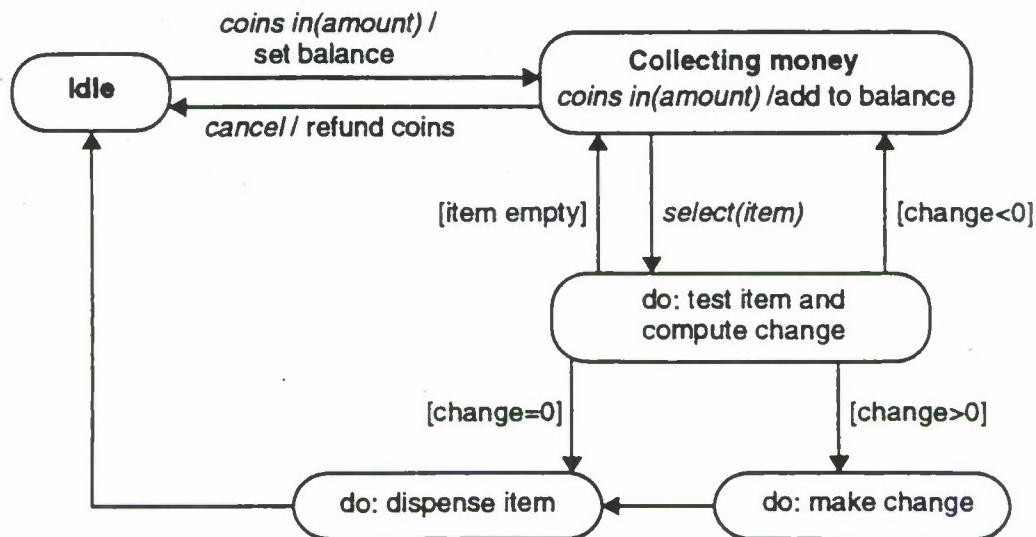 coins in(amount) /
set balance
Idle
Collecting money
coins in(amount) /add to balance
cancel / refund coins
[item empty]
select(item)
[change<0]
do: test item and
compute change
[change=0]
[change>0]
do: dispense item
do: make change